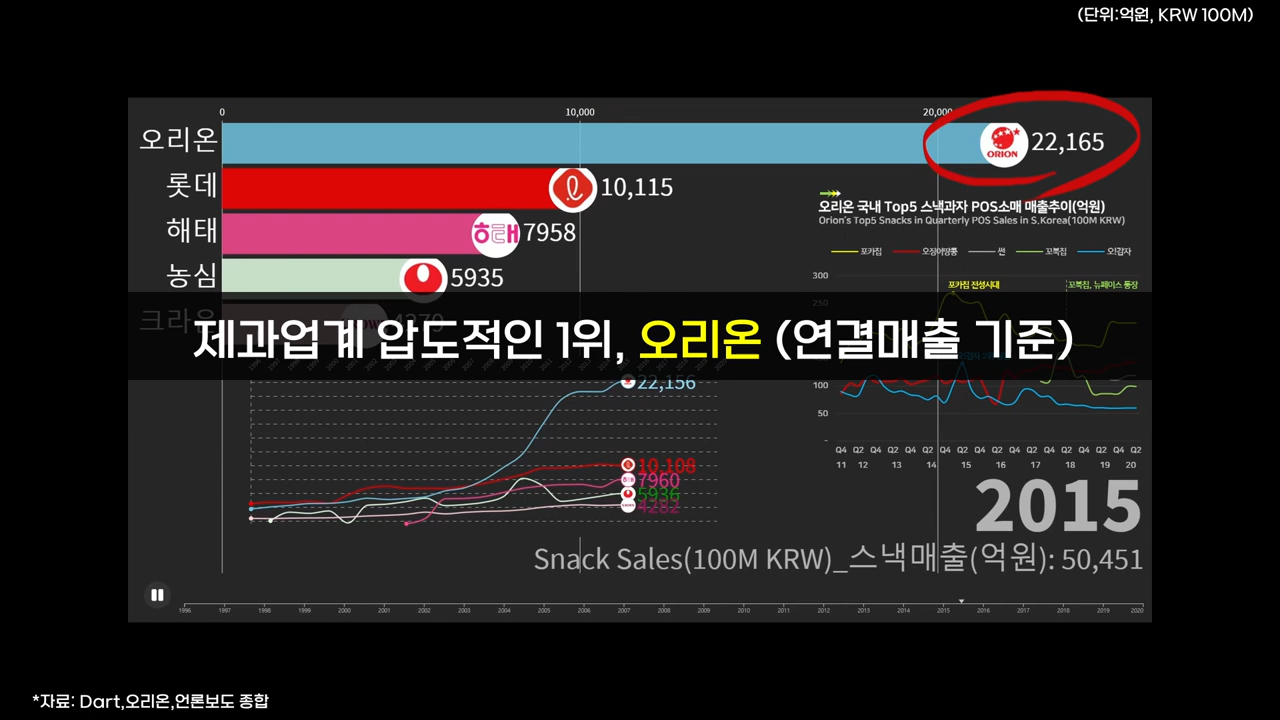 (단위:억원, KRW 100M)
0 10,000 20,000
오리온 ORION 22,165
롯데 10,115
해태 해태 7958
농심 5935
크라운 4279
오리온 국내 Top5 스낵과자 POS소매 매출추이(억원)
Orion's Top5 Snacks in Quarterly POS Sales in S.Korea(100M KRW)
포카칩 오징어땅콩 썬 꼬북칩 오!감자
300
포카칩 전성시대 꼬북칩, 뉴페이스 등장
250
제과업계 압도적인 1위, 오리온 (연결매출 기준)
100
50
-
Q4 Q2 Q4 Q2 Q4 Q2 Q4 Q2 Q4 Q2 Q4 Q2 Q4 Q2 Q4 Q2 Q4 Q2
11 12 13 14 15 16 17 18 19 20
22,156
10,108
7960
5936
4282
2015
Snack Sales(100M KRW)_스낵매출(억원): 50,451
1996 1997 1998 1999 2000 2001 2002 2003 2004 2005 2006 2007 2008 2009 2010 2011 2012 2013 2014 2015 2016 2017 2018 2019 2020
*자료: Dart,오리온,언론보도 종합